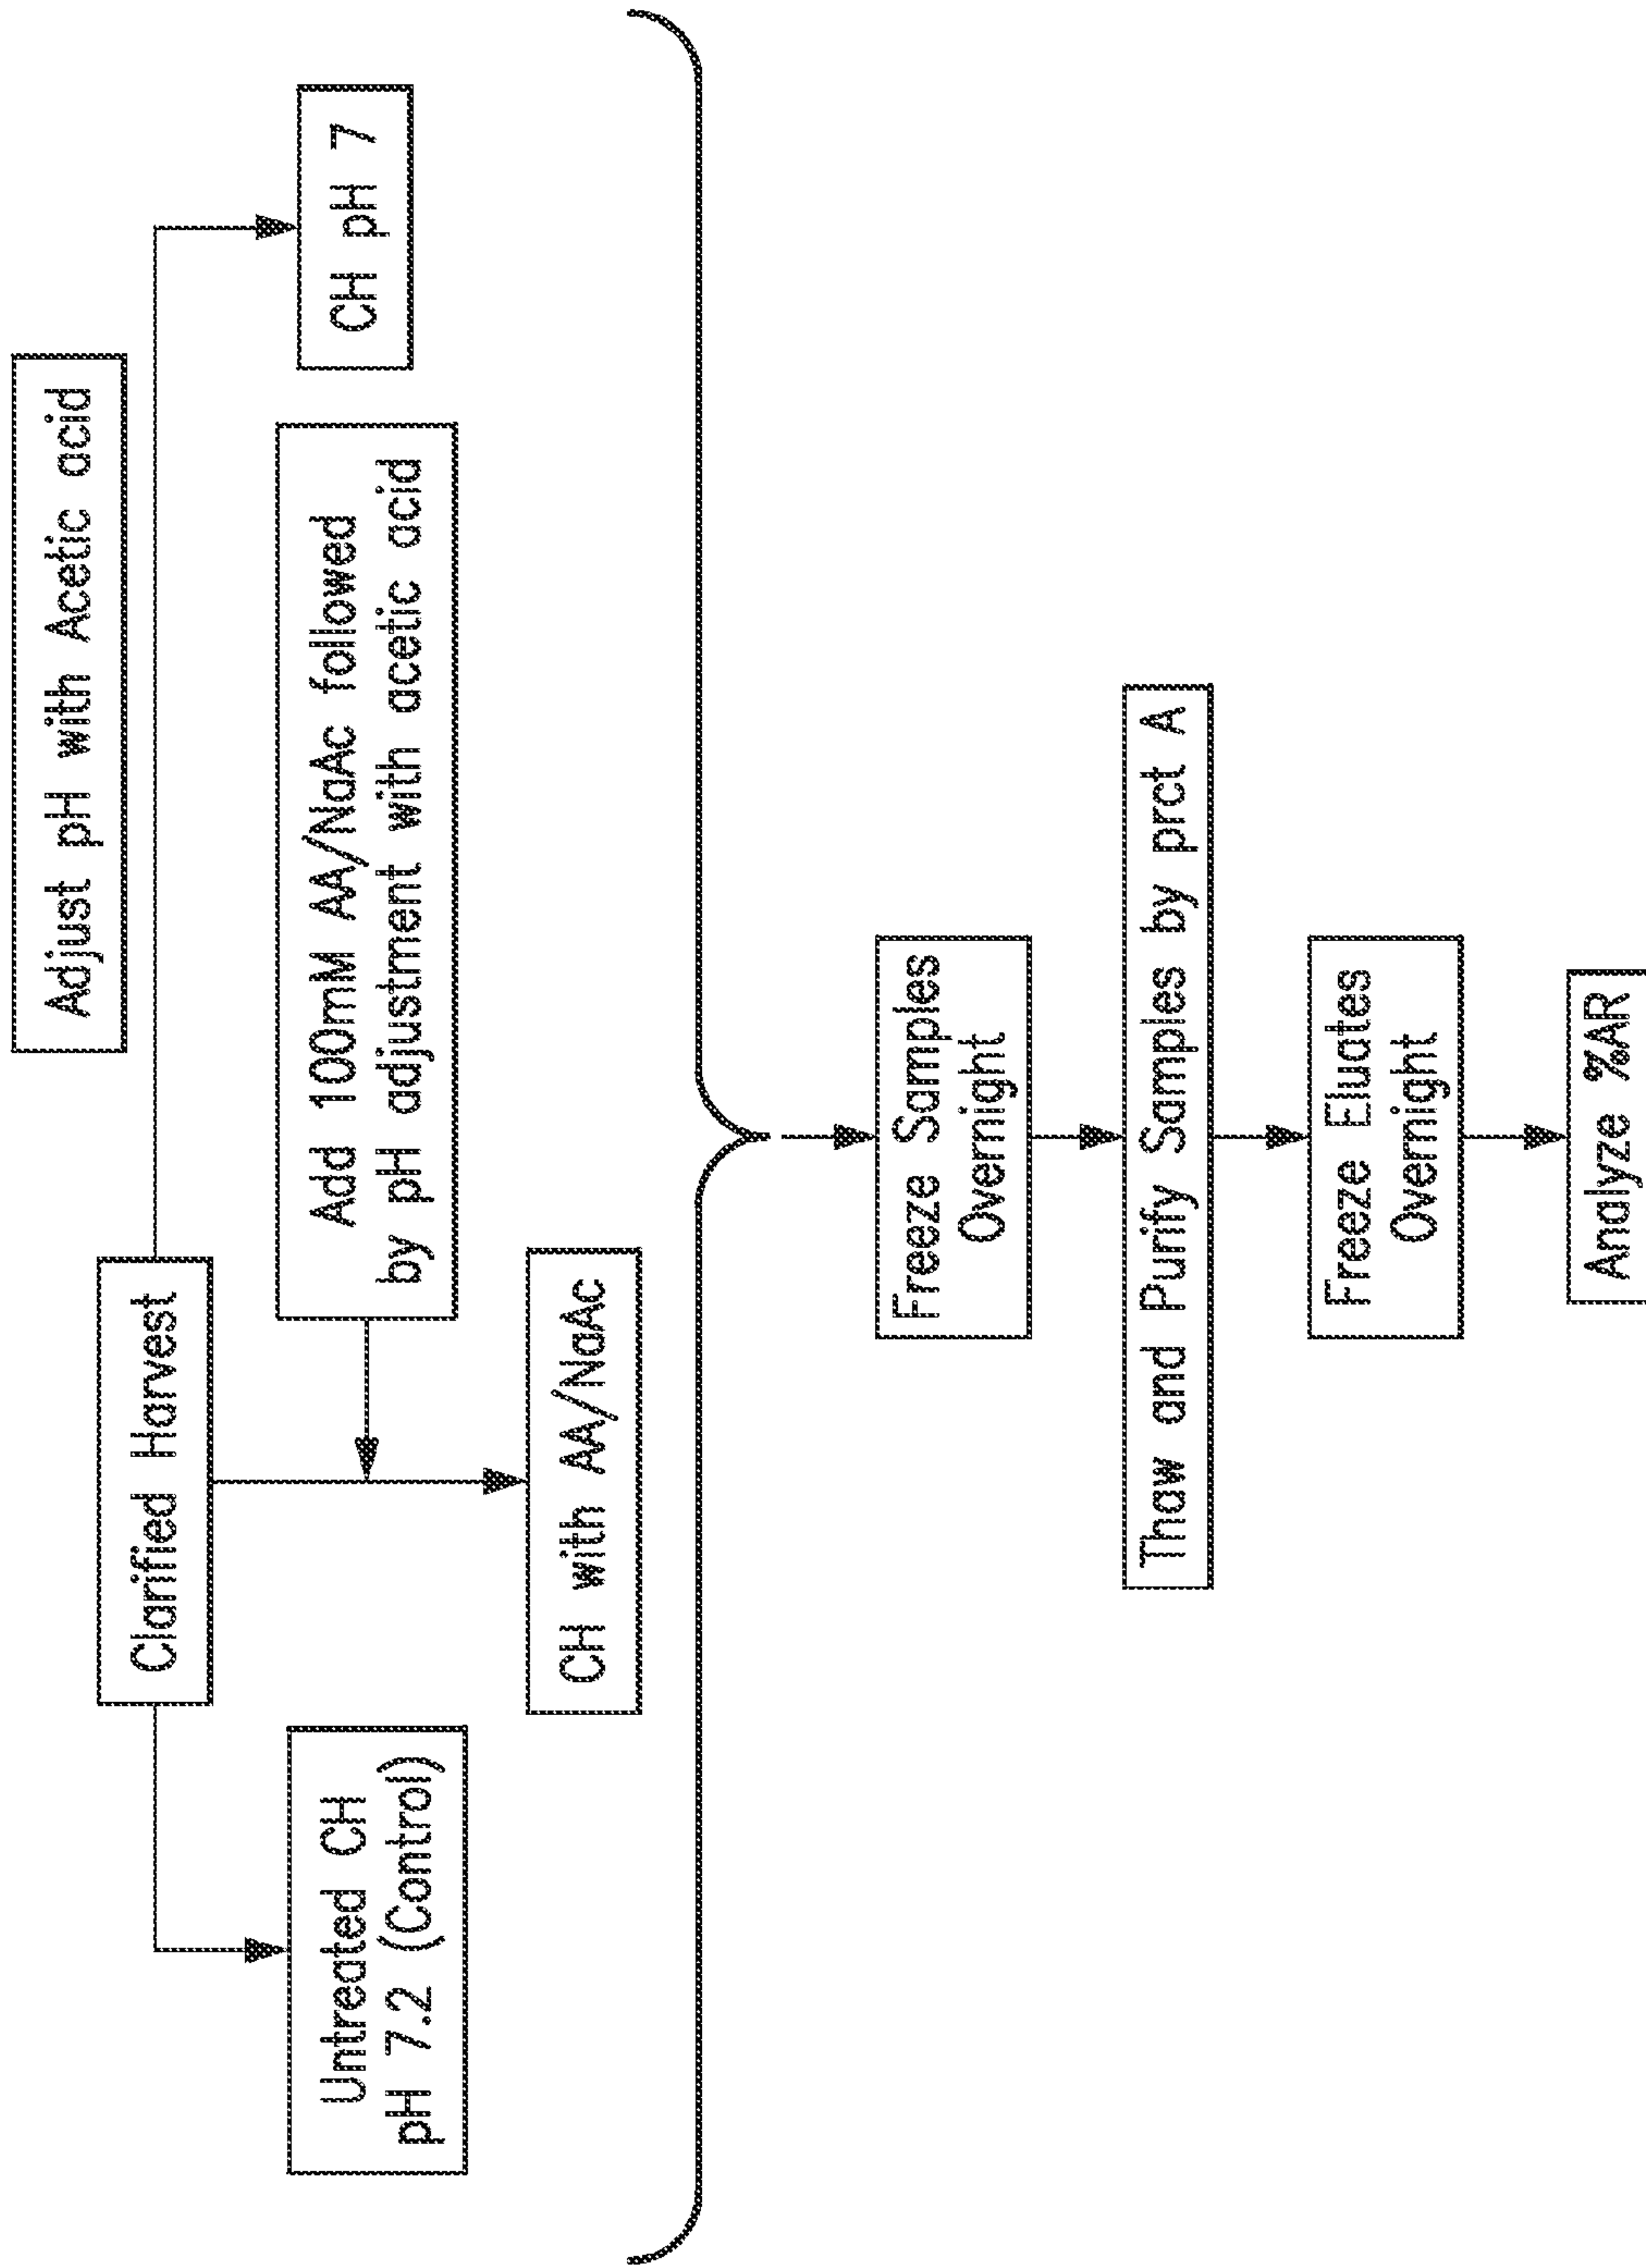 Adjust pH with Acetic acid
Clarified Harvest
Untreated CH
pH 7.2 (Control)
Add 100mM AA/NaAc followed
by pH adjustment with acetic acid
CH pH 7
CH with AA/NaAc
Freeze Samples
Overnight
Thaw and Purify Samples by prct A
Freeze Eluates
Overnight
Analyze %AR